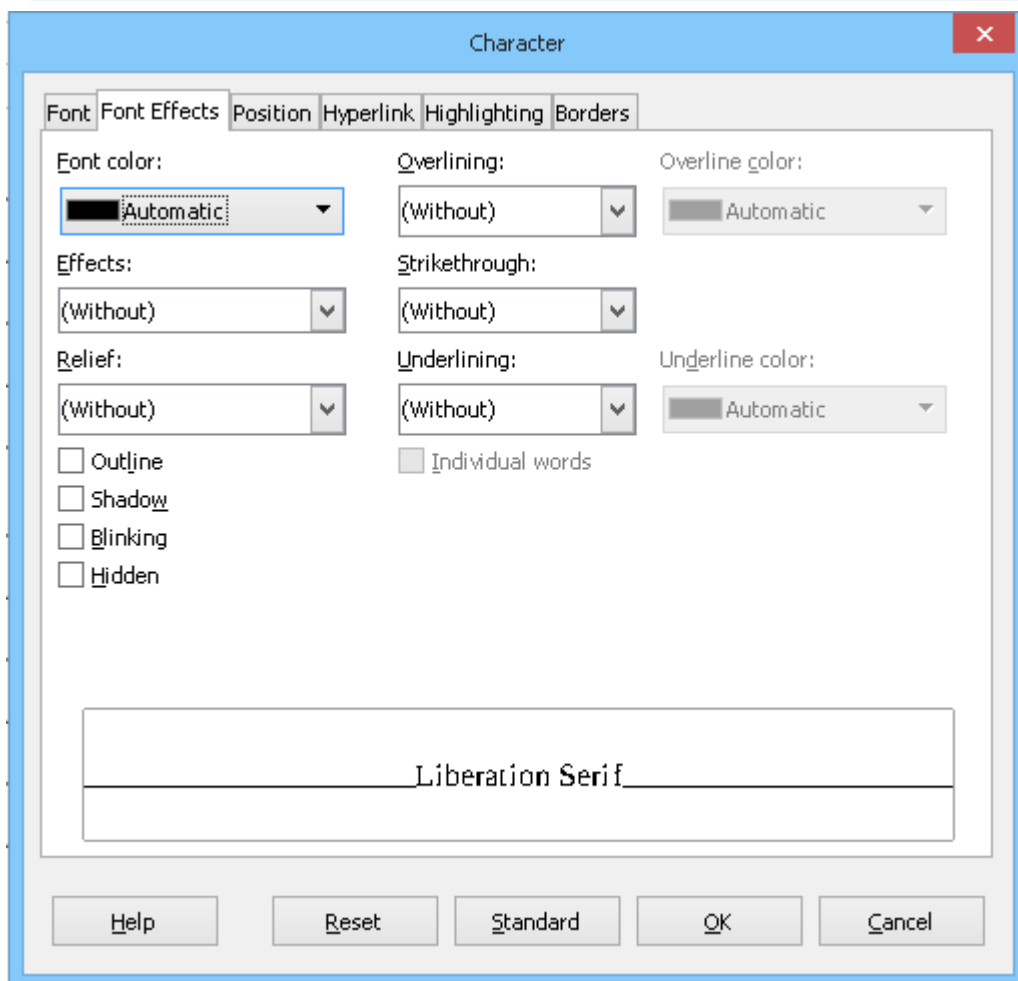 Character
Font Font Effects Position Hyperlink Highlighting Borders
Font color: Overlining: Overline color:
Automatic (Without) Automatic
Effects: Strikethrough:
(Without) (Without)
Relief: Underlining: Underline color:
(Without) (Without) Automatic
Outline Individual words
Shadow
Blinking
Hidden
Liberation Serif
Help Reset Standard OK Cancel